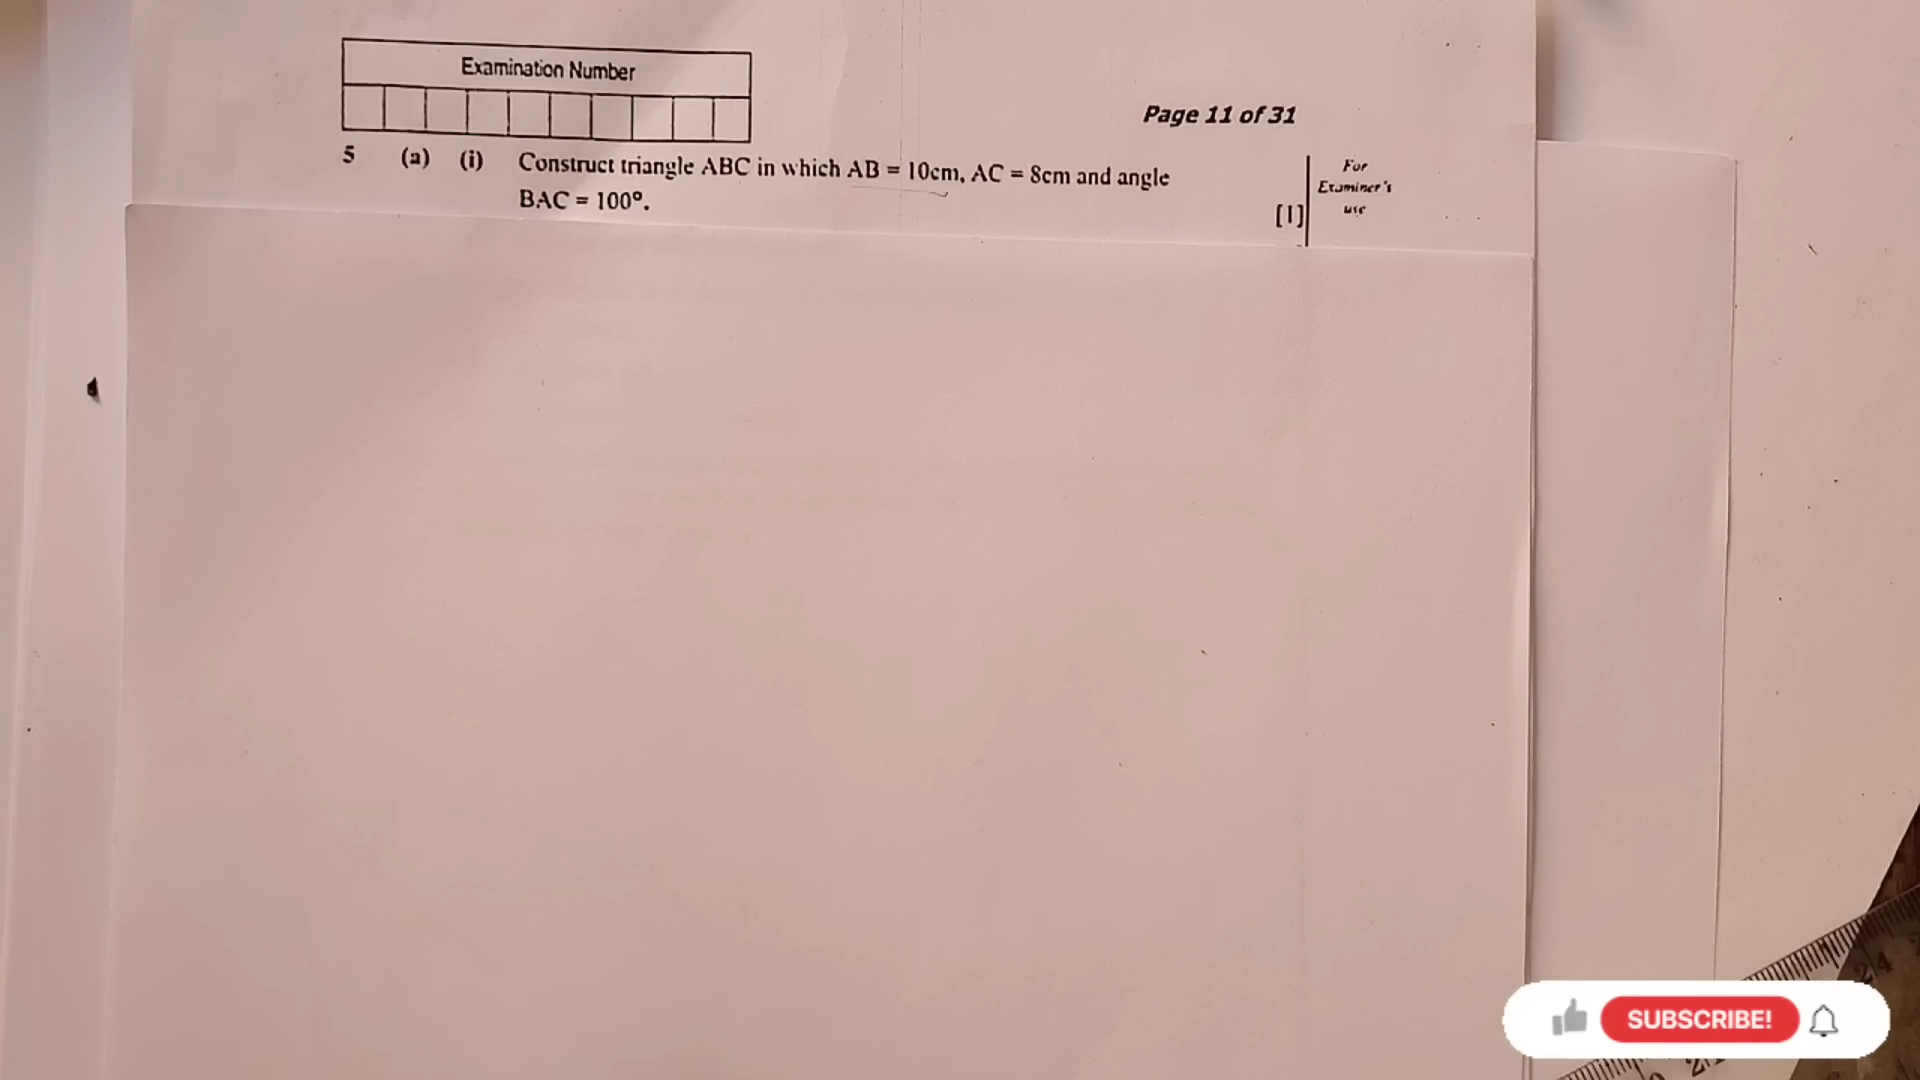 Examination Number
Page 11 of 31
5 (a) (i) Construct triangle ABC in which AB = 10cm, AC = 8cm and angle
BAC = 100°.
[1]
For
Examiner's
use
SUBSCRIBE!
24